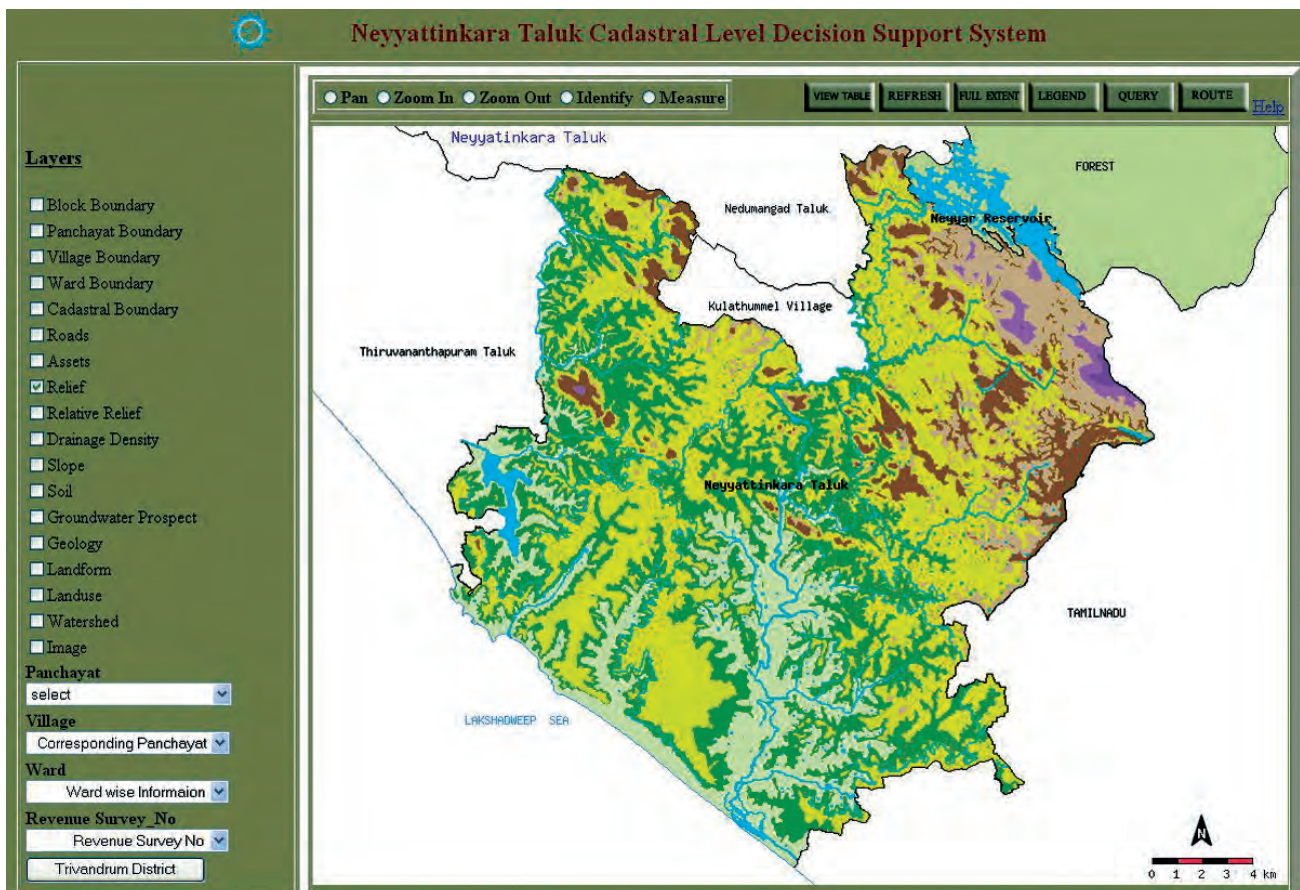 Neyyattinkara Taluk Cadastral Level Decision Support System
Pan Zoom In Zoom Out Identify Measure
VIEW TABLE REFRESH FULL EXTENT LEGEND QUERY ROUTE Help
Layers
Block Boundary
Panchayat Boundary
Village Boundary
Ward Boundary
Cadastral Boundary
Roads
Assets
Relief
Relative Relief
Drainage Density
Slope
Soil
Groundwater Prospect
Geology
Landform
Landuse
Watershed
Image
Panchayat
select
Village
Corresponding Panchayat
Ward
Ward wise Informaion
Revenue Survey_No
Revenue Survey No
Trivandrum District
Neyyatinkara Taluk
FOREST
Nedumangad Taluk
Neyyar Reservoir
Kulathummel Village
Thiruvananthapuram Taluk
Neyyattinkara Taluk
TAMILNADU
LAKSHADWEEP SEA
N
0 1 2 3 4 km